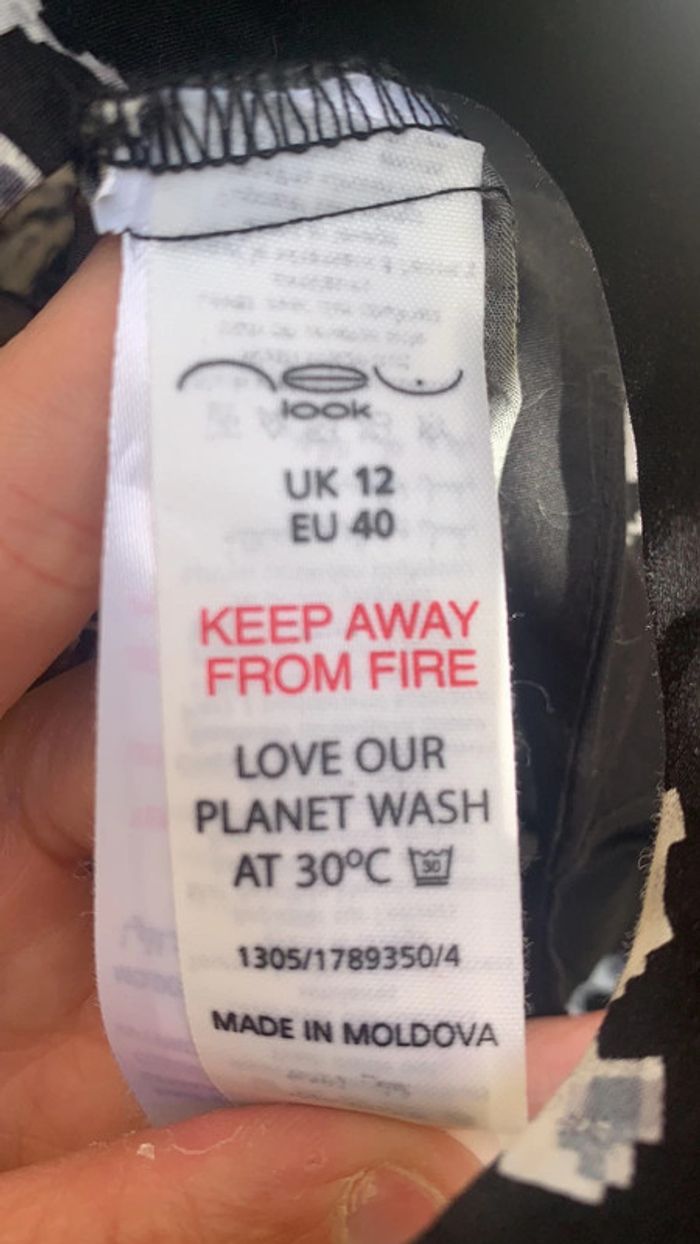 NEW
look
UK 12
EU 40
KEEP AWAY
FROM FIRE
LOVE OUR
PLANET WASH
AT 30ºC 30
1305/1789350/4
MADE IN MOLDOVA